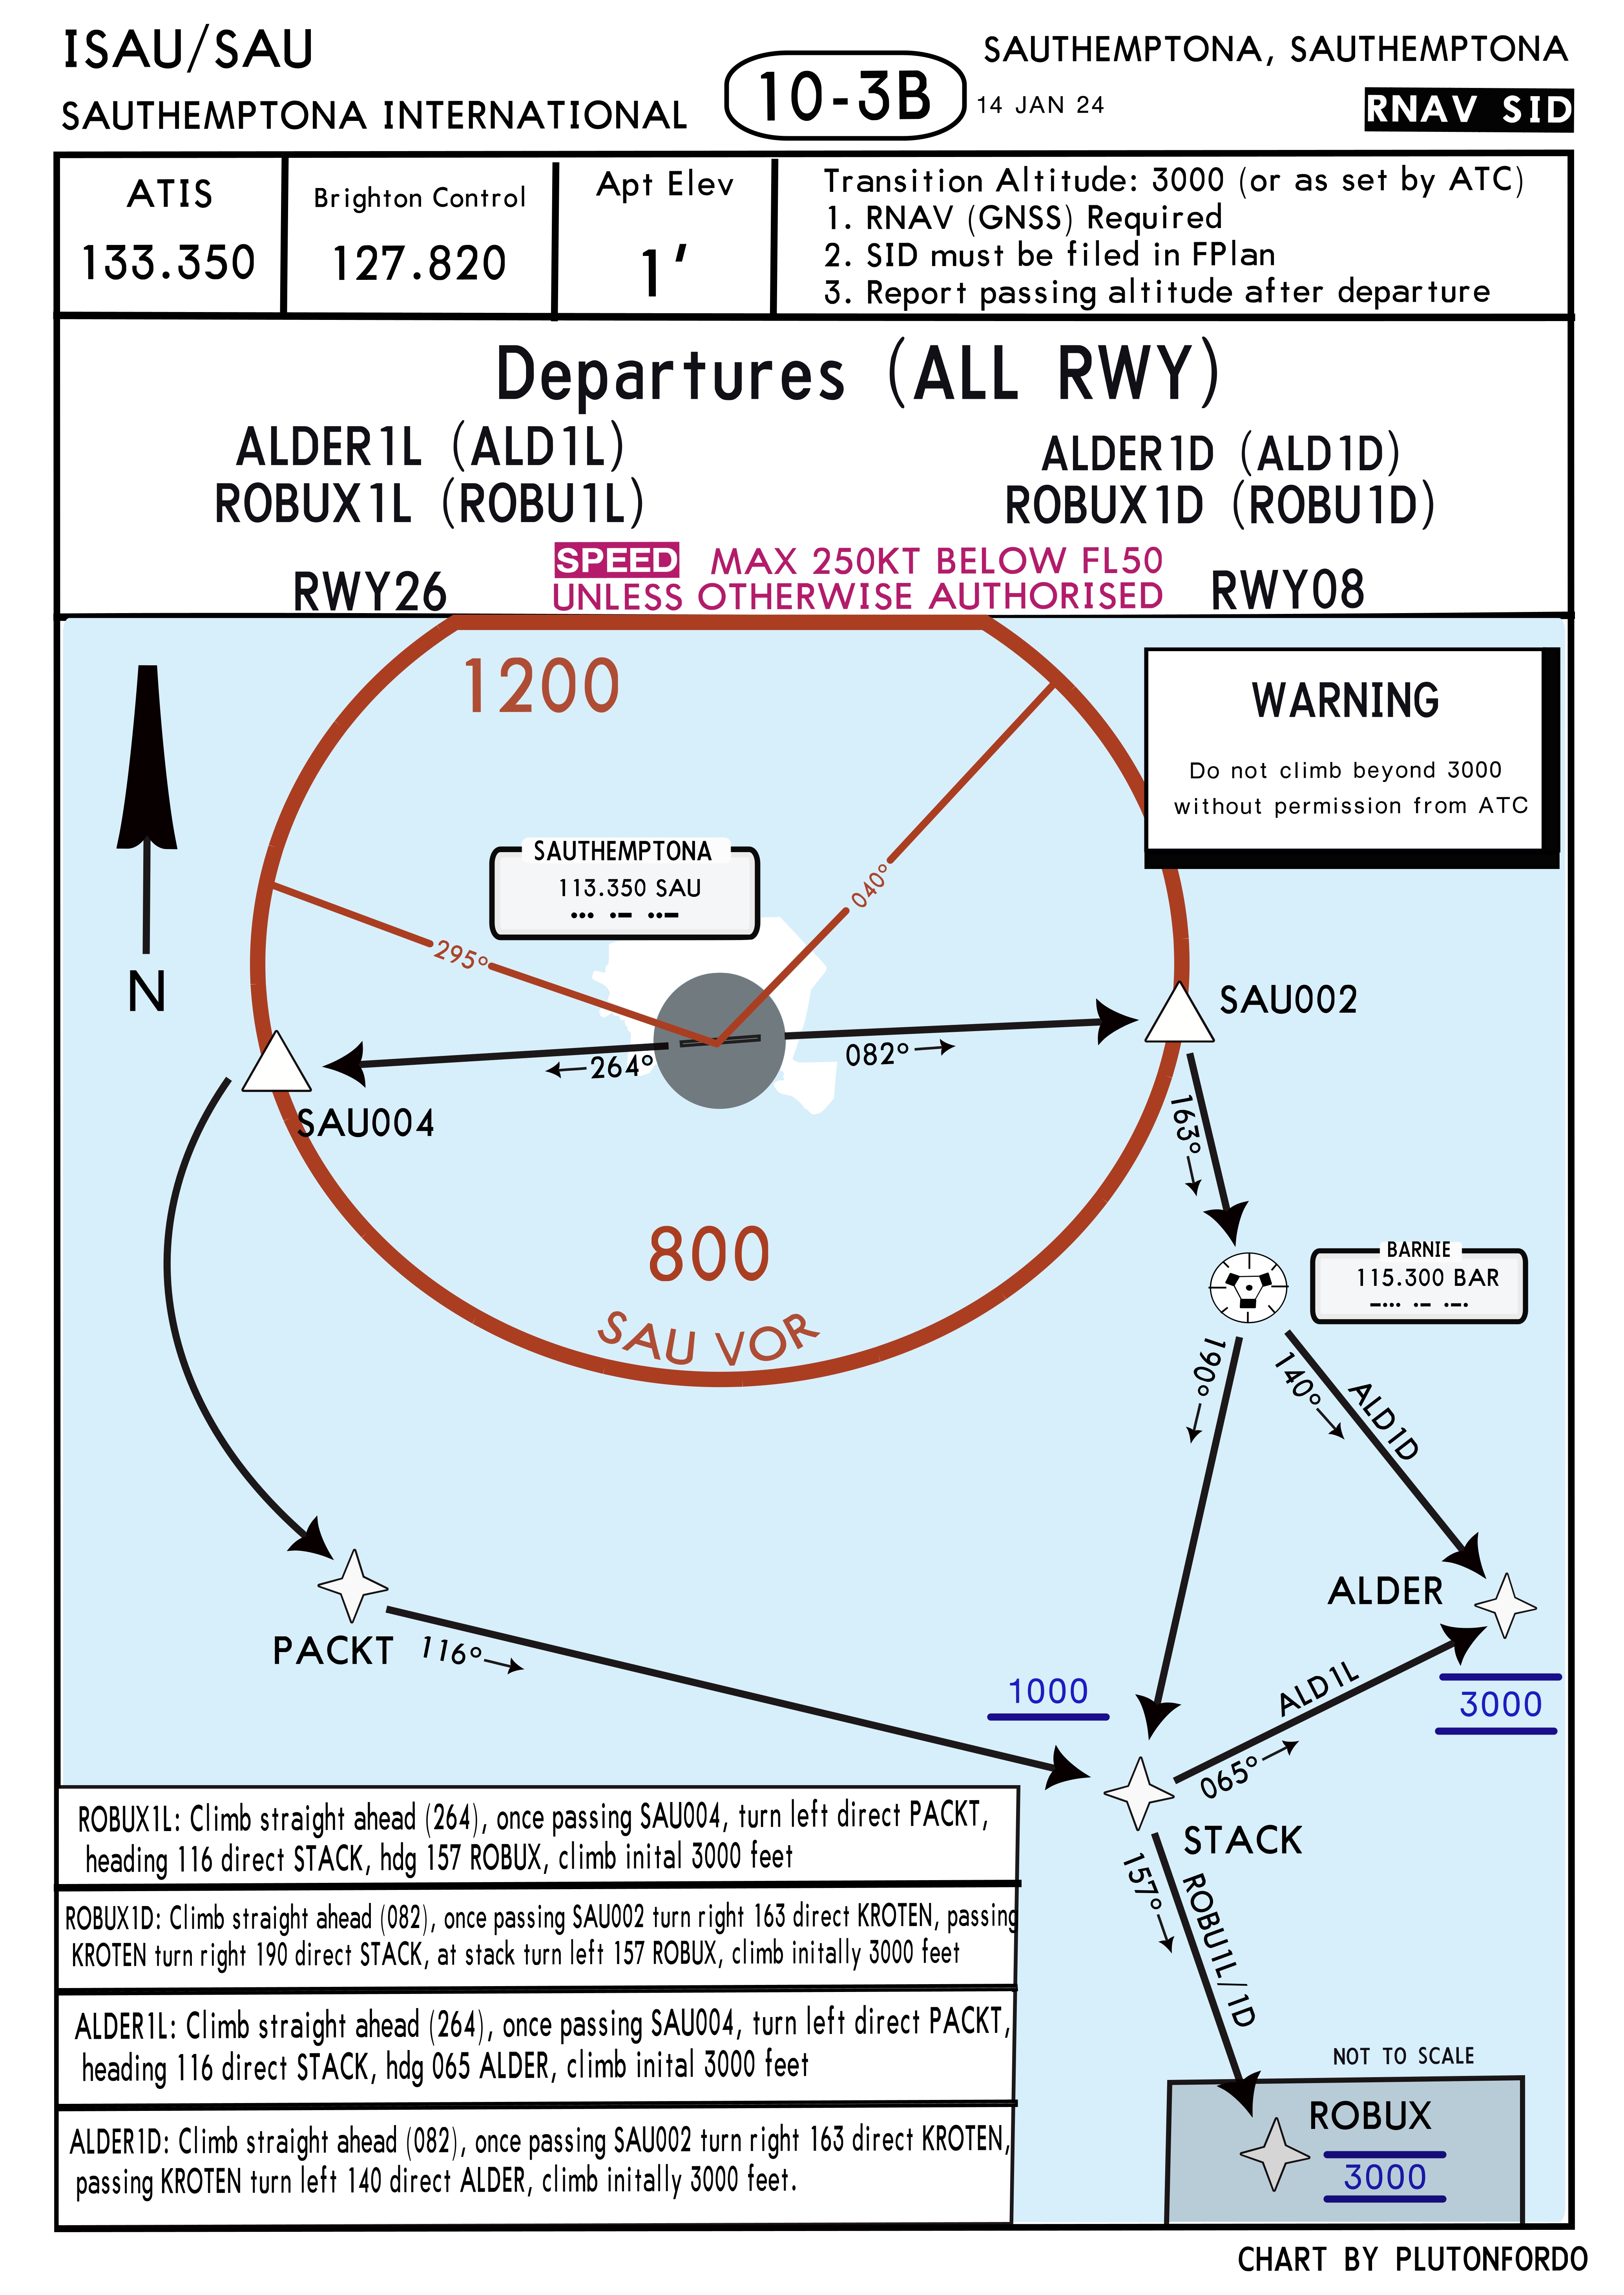 ISAU/SAU
SAUTHEMPTONA INTERNATIONAL
10-3B
14 JAN 24
SAUTHEMPTONA, SAUTHEMPTONA
RNAV SID
ATIS
133.350
Brighton Control
127.820
Apt Elev
1'
Transition Altitude: 3000 (or as set by ATC)
1. RNAV (GNSS) Required
2. SID must be filed in FPlan
3. Report passing altitude after departure
Departures (ALL RWY)
ALDER1L (ALD1L)
ROBUX1L (ROBU1L)
RWY26
ALDER1D (ALD1D)
ROBUX1D (ROBU1D)
RWY08
SPEED MAX 250KT BELOW FL50
UNLESS OTHERWISE AUTHORISED
1200
WARNING
Do not climb beyond 3000
without permission from ATC
SAUTHEMPTONA
113.350 SAU
040°
295°
N
SAU002
082°
264°
SAU004
163°
800
SAU VOR
BARNIE
115.300 BAR
190°
140°
ALD1D
ALDER
3000
PACKT
116°
1000
ALD1L
065°
STACK
157°
ROBU1L/1D
NOT TO SCALE
ROBUX
3000
ROBUX1L: Climb straight ahead (264), once passing SAU004, turn left direct PACKT,
heading 116 direct STACK, hdg 157 ROBUX, climb inital 3000 feet
ROBUX1D: Climb straight ahead (082), once passing SAU002 turn right 163 direct KROTEN, passing
KROTEN turn right 190 direct STACK, at stack turn left 157 ROBUX, climb initally 3000 feet
ALDER1L: Climb straight ahead (264), once passing SAU004, turn left direct PACKT,
heading 116 direct STACK, hdg 065 ALDER, climb inital 3000 feet
ALDER1D: Climb straight ahead (082), once passing SAU002 turn right 163 direct KROTEN,
passing KROTEN turn left 140 direct ALDER, climb initally 3000 feet.
CHART BY PLUTONFORDO